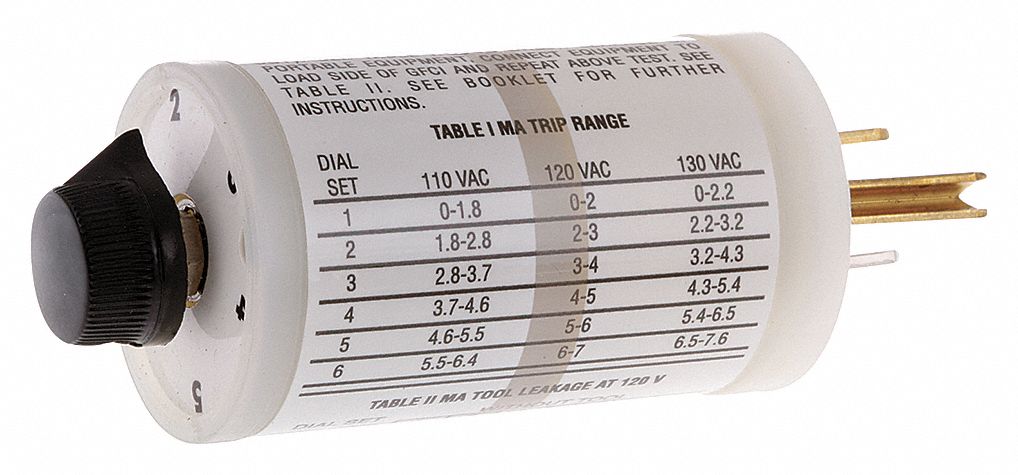 PORTABLE EQUIPMENT, CONNECT EQUIPMENT TO
LOAD SIDE OF GFCI AND REPEAT ABOVE TEST. SEE
TABLE II. SEE BOOKLET FOR FURTHER
INSTRUCTIONS.
TABLE I MA TRIP RANGE
DIAL
SET 110 VAC 120 VAC 130 VAC
1 0-1.8 0-2 0-2.2
2 1.8-2.8 2-3 2.2-3.2
3 2.8-3.7 3-4 3.2-4.3
4 3.7-4.6 4-5 4.3-5.4
5 4.6-5.5 5-6 5.4-6.5
6 5.5-6.4 6-7 6.5-7.6
TABLE II MA TOOL LEAKAGE AT 120 V
DIAL SET WITHOUT TOOL
2
5